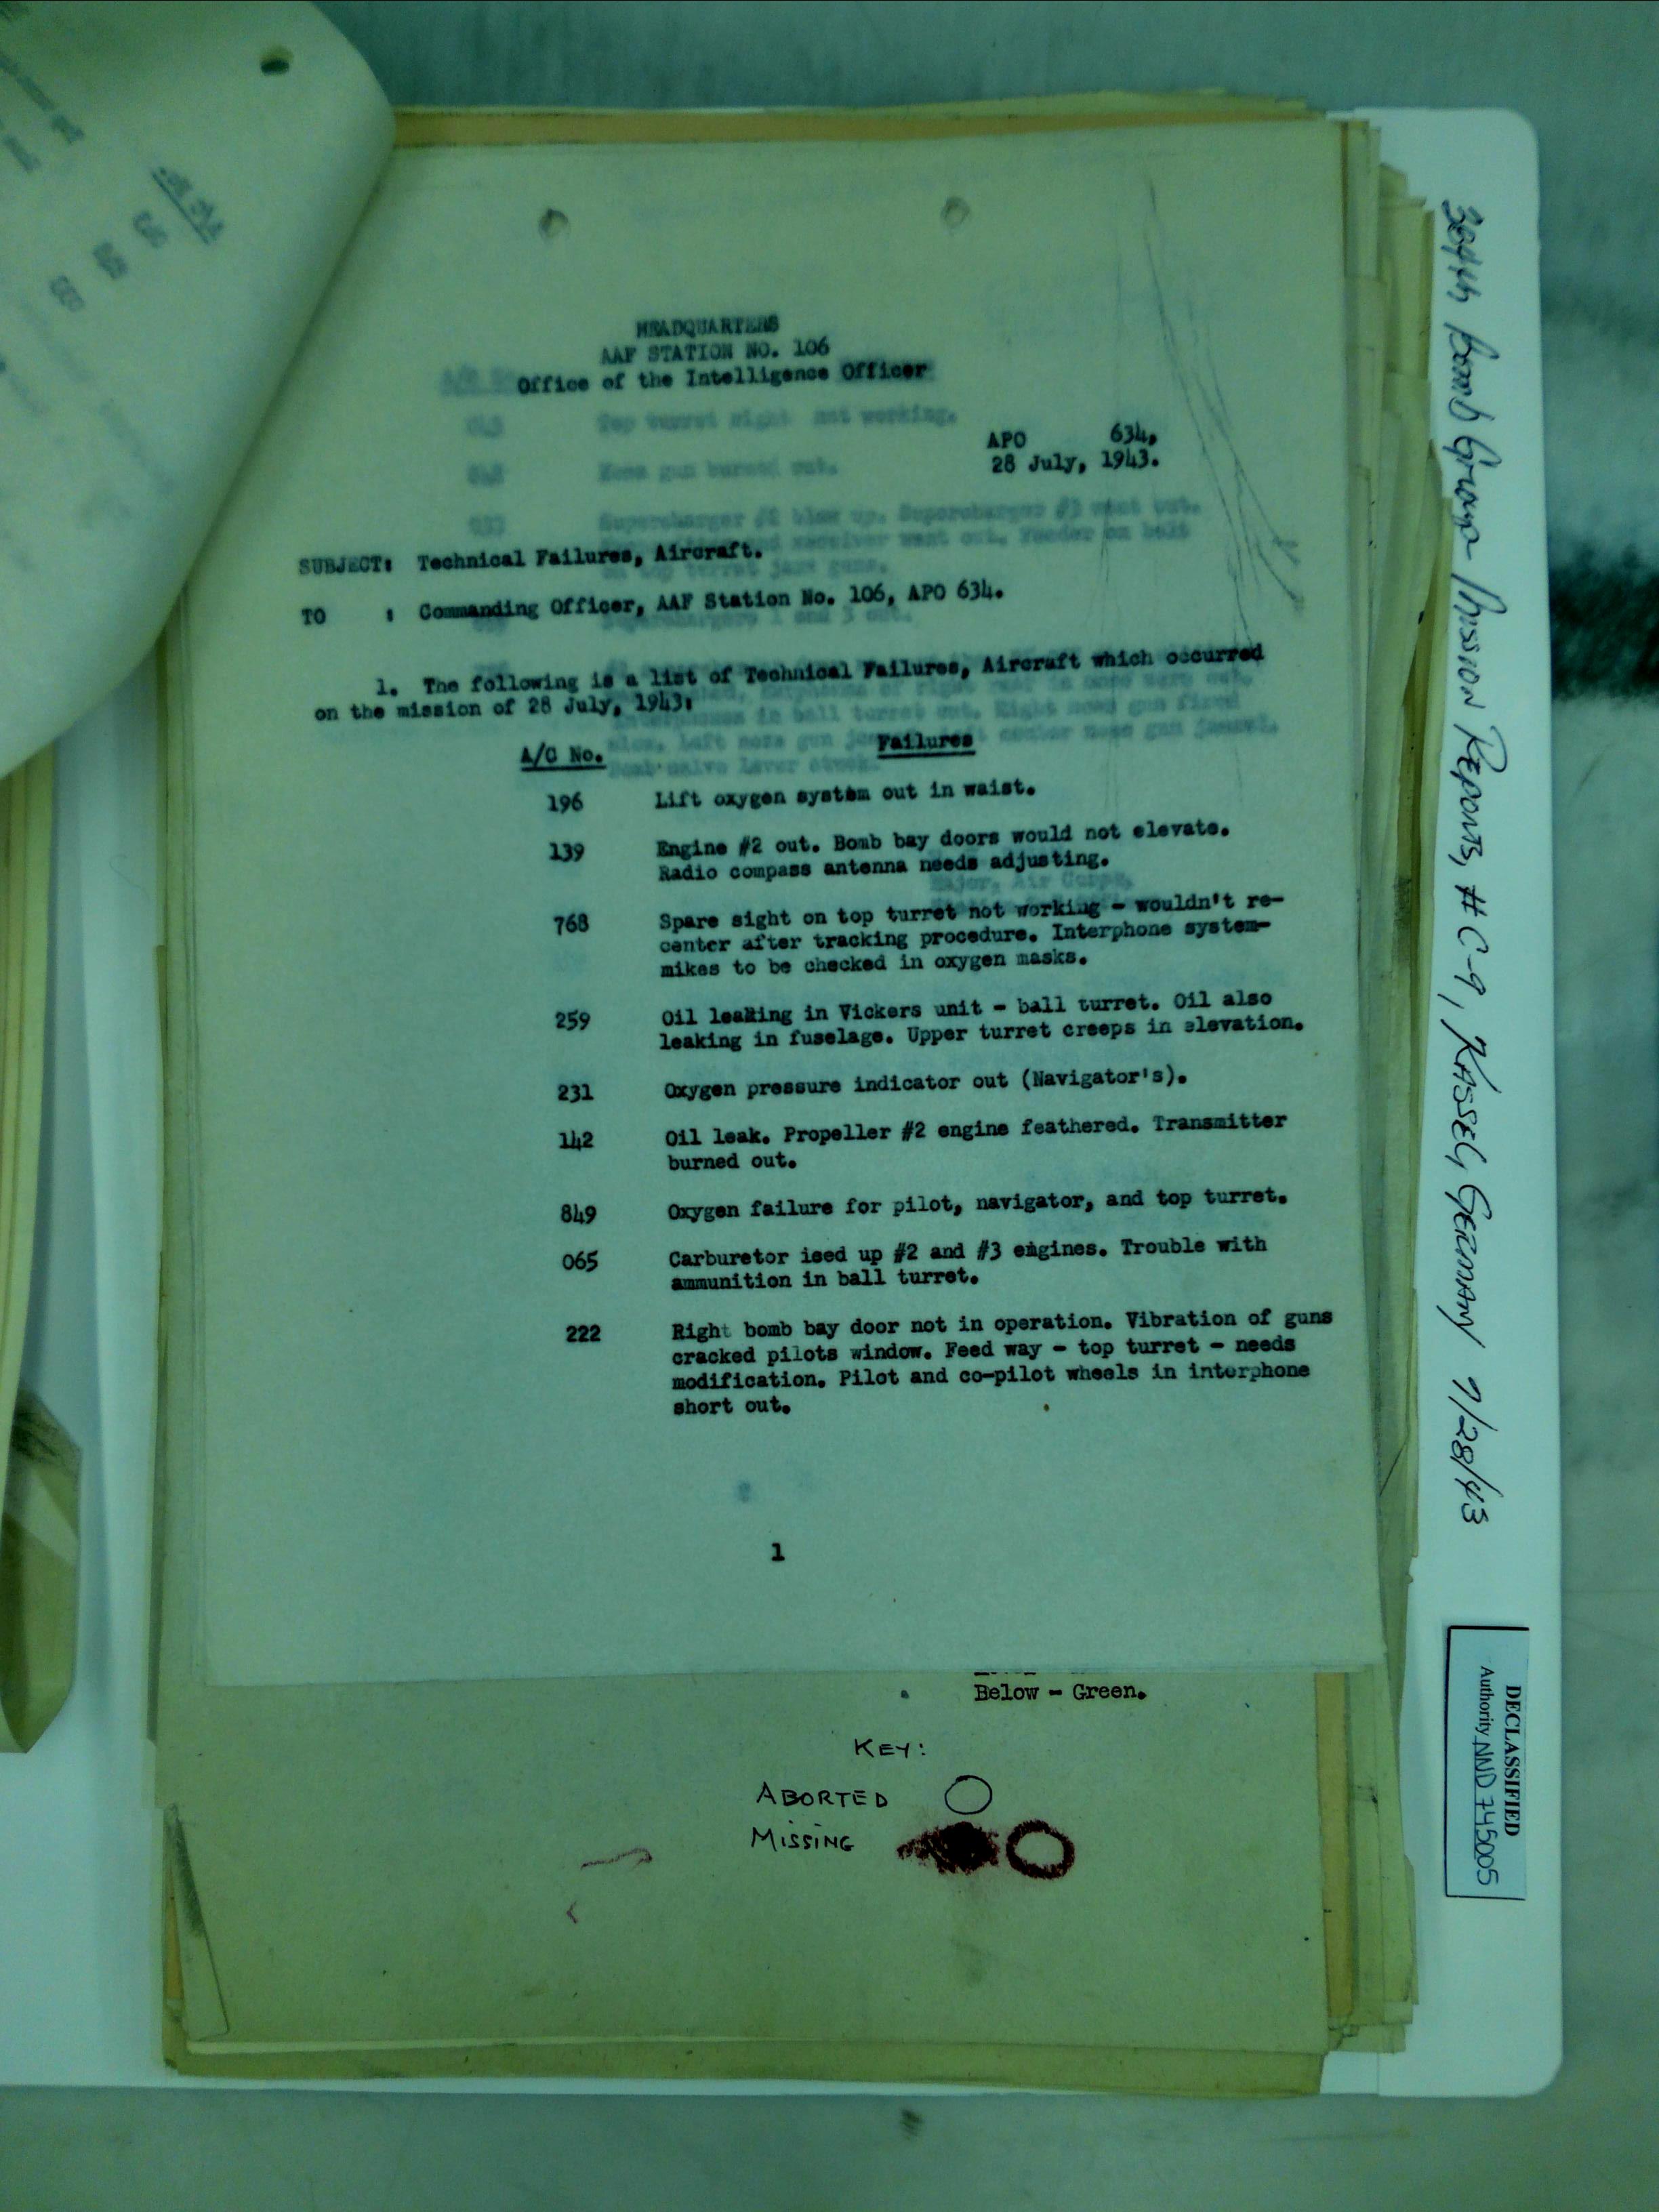 HEADQUARTERS
AAF STATION NO. 106
Office of the Intelligence Officer
APO 634,
28 July, 1943.
SUBJECT: Technical Failures, Aircraft.
TO : Commanding Officer, AAF Station No. 106, APO 634.
1. The following is a list of Technical Failures, Aircraft which occurred
on the mission of 28 July, 1943:
A/C No. Failures
196 Lift oxygen system out in waist.
139 Engine #2 out. Bomb bay doors would not elevate.
Radio compass antenna needs adjusting.
768 Spare sight on top turret not working - wouldn't re-
center after tracking procedure. Interphone system-
mikes to be checked in oxygen masks.
259 Oil leaking in Vickers unit - ball turret. Oil also
leaking in fuselage. Upper turret creeps in elevation.
231 Oxygen pressure indicator out (Navigator's).
142 Oil leak. Propeller #2 engine feathered. Transmitter
burned out.
849 Oxygen failure for pilot, navigator, and top turret.
065 Carburetor iced up #2 and #3 engines. Trouble with
ammunition in ball turret.
222 Right bomb bay door not in operation. Vibration of guns
cracked pilots window. Feed way - top turret - needs
modification. Pilot and co-pilot wheels in interphone
short out.
1
Below - Green.
KEY:
ABORTED
MISSING
384th Bomb Group Mission Reports, #C-9, KASSEL, GERMANY 7/28/43
DECLASSIFIED
Authority NND 745005